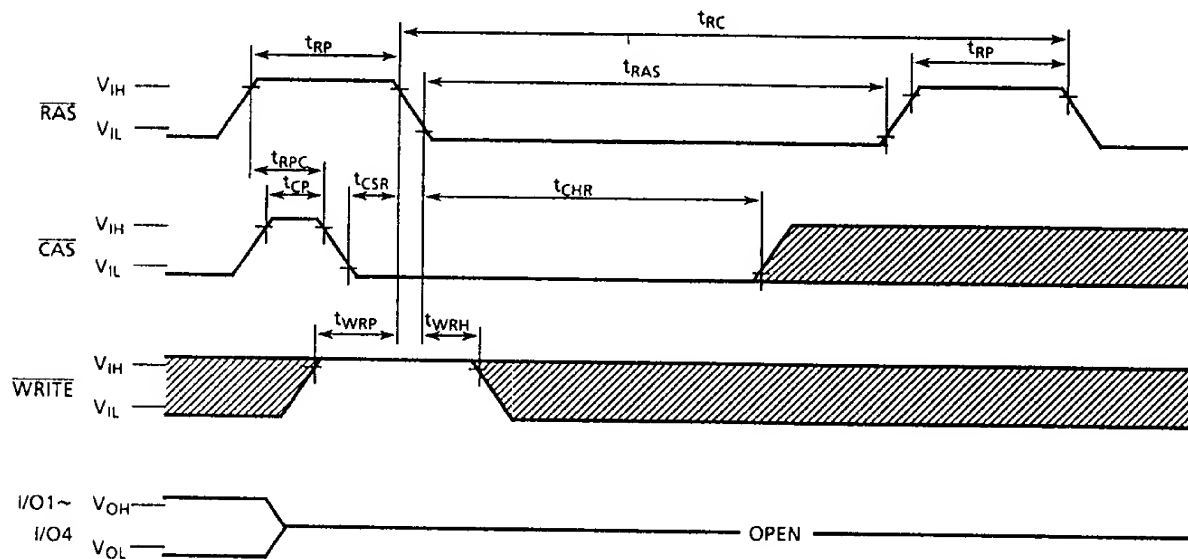 tRC
tRP
tRAS
tRP
VIH
RAS
VIL
tRPC
tCP
tCSR
tCHR
VIH
CAS
VIL
tWRP
tWRH
VIH
WRITE
VIL
I/O1~ VOH
I/O4
VOL
OPEN